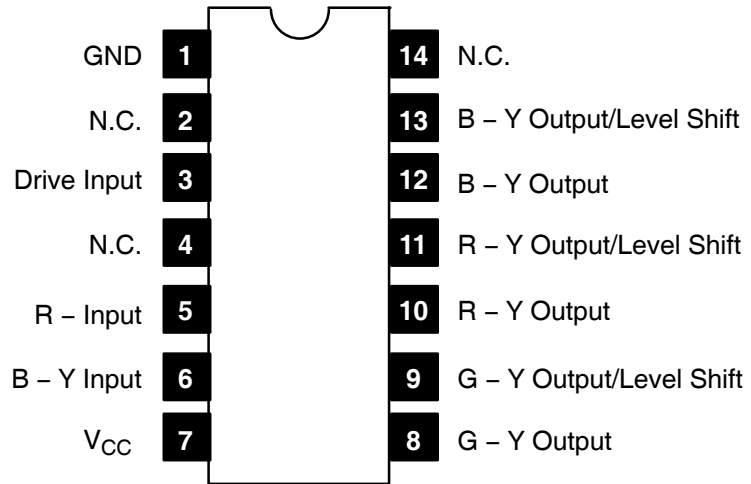 GND 1 14 N.C.
N.C. 2 13 B – Y Output/Level Shift
Drive Input 3 12 B – Y Output
N.C. 4 11 R – Y Output/Level Shift
R – Input 5 10 R – Y Output
B – Y Input 6 9 G – Y Output/Level Shift
VCC 7 8 G – Y Output